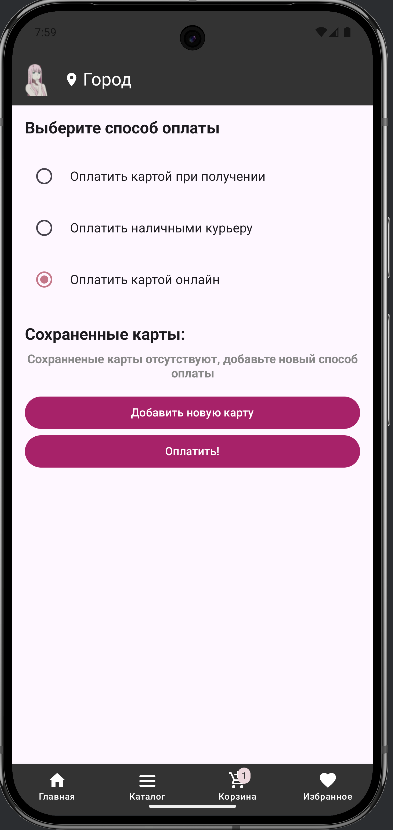 7:59
Город
Выберите способ оплаты
Оплатить картой при получении
Оплатить наличными курьеру
Оплатить картой онлайн
Сохраненные карты:
Сохранненые карты отсутствуют, добавьте новый способ
оплаты
Добавить новую карту
Оплатить!
1
Главная
Каталог
Корзина
Избранное